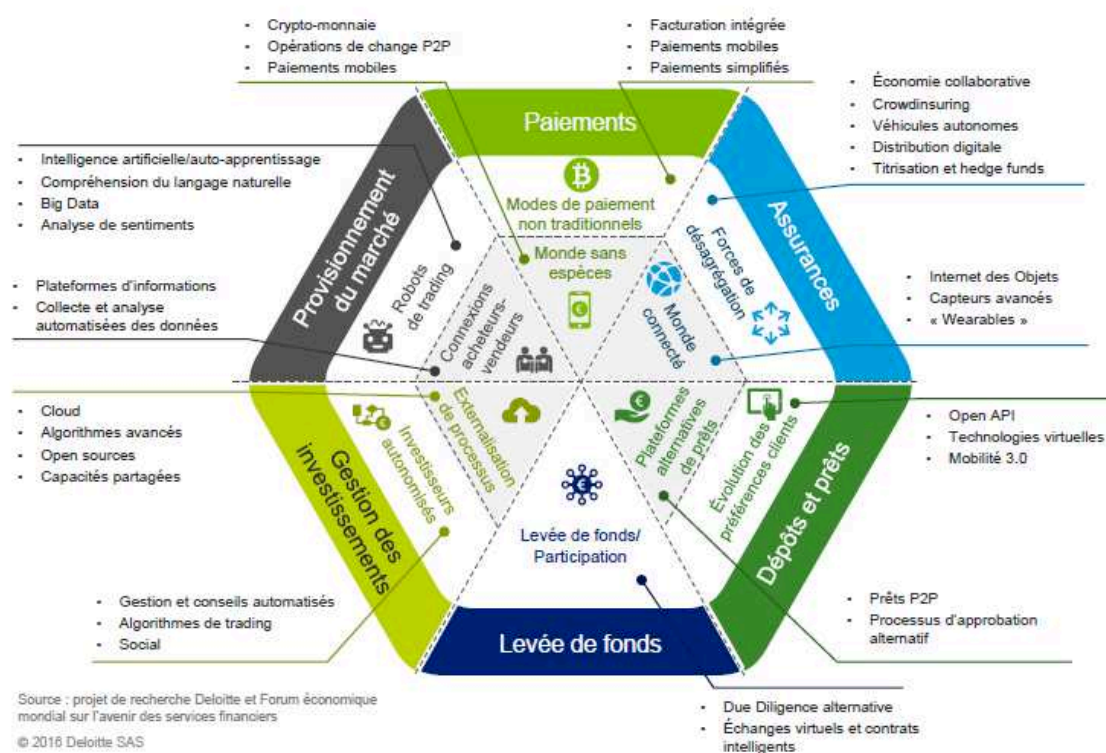 • Crypto-monnaie
• Opérations de change P2P
• Paiements mobiles
• Facturation intégrée
• Paiements mobiles
• Paiements simplifiés
• Économie collaborative
• Crowdinsuring
• Véhicules autonomes
• Distribution digitale
• Titrisation et hedge funds
• Intelligence artificielle/auto-apprentissage
• Compréhension du langage naturelle
• Big Data
• Analyse de sentiments
Paiements
Modes de paiement
non traditionnels
Monde sans
espèces
Provisionnement
du marché
Robots
de trading
Connexions
acheteurs-
vendeurs
Assurances
Forces de
désagrégation
Monde
connecté
• Plateformes d'informations
• Collecte et analyse
automatisées des données
• Internet des Objets
• Capteurs avancés
• « Wearables »
• Cloud
• Algorithmes avancés
• Open sources
• Capacités partagées
Gestion des
investissements
Investisseurs
automomisés
Externalisation
de processus
Plateformes
alternatives
de prêts
Évolution des
préférences clients
Dépôts et prêts
• Open API
• Technologies virtuelles
• Mobilité 3.0
Levée de fonds/
Participation
Levée de fonds
• Gestion et conseils automatisés
• Algorithmes de trading
• Social
• Prêts P2P
• Processus d'approbation
alternatif
• Due Diligence alternative
• Échanges virtuels et contrats
intelligents
Source : projet de recherche Deloitte et Forum économique
mondial sur l'avenir des services financiers
© 2016 Deloitte SAS